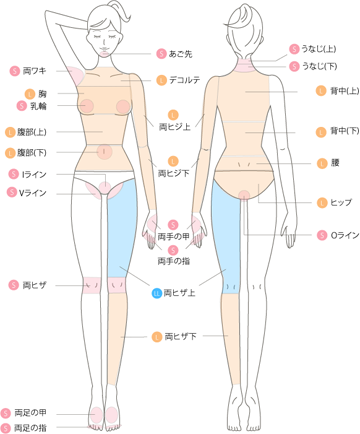 S あご先
S うなじ(上)
S うなじ(下)
S 両ワキ
L デコルテ
L 胸
S 乳輪
L 背中(上)
L 両ヒジ上
L 腹部(上)
L 背中(下)
L 腹部(下)
L 両ヒジ下
L 腰
S Iライン
S Vライン
L ヒップ
S 両手の甲
S 両手の指
S Oライン
S 両ヒザ
LL 両ヒザ上
L 両ヒザ下
S 両足の甲
S 両足の指